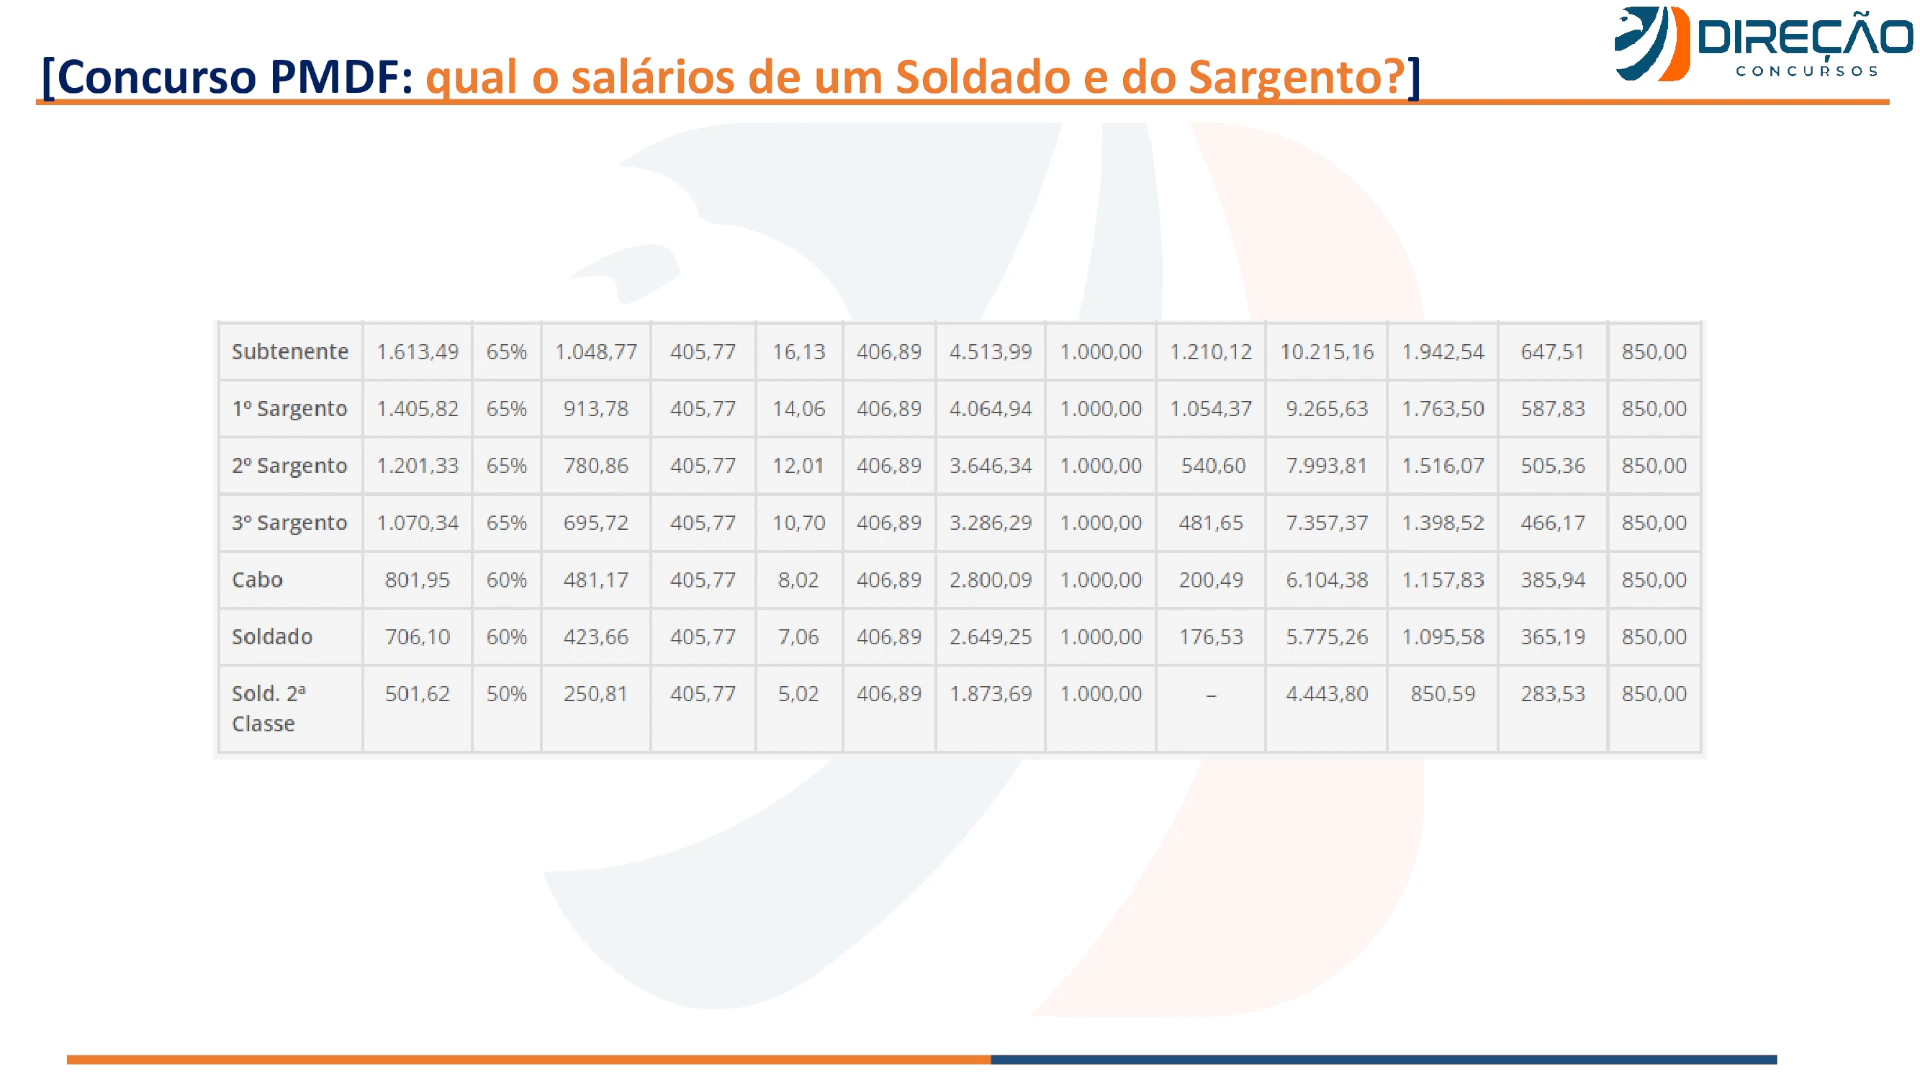 [Concurso PMDF: qual o salários de um Soldado e do Sargento?]
DIREÇÃO
CONCURSOS
Subtenente 1.613,49 65% 1.048,77 405,77 16,13 406,89 4.513,99 1.000,00 1.210,12 10.215,16 1.942,54 647,51 850,00
1º Sargento 1.405,82 65% 913,78 405,77 14,06 406,89 4.064,94 1.000,00 1.054,37 9.265,63 1.763,50 587,83 850,00
2º Sargento 1.201,33 65% 780,86 405,77 12,01 406,89 3.646,34 1.000,00 540,60 7.993,81 1.516,07 505,36 850,00
3º Sargento 1.070,34 65% 695,72 405,77 10,70 406,89 3.286,29 1.000,00 481,65 7.357,37 1.398,52 466,17 850,00
Cabo 801,95 60% 481,17 405,77 8,02 406,89 2.800,09 1.000,00 200,49 6.104,38 1.157,83 385,94 850,00
Soldado 706,10 60% 423,66 405,77 7,06 406,89 2.649,25 1.000,00 176,53 5.775,26 1.095,58 365,19 850,00
Sold. 2ª 501,62 50% 250,81 405,77 5,02 406,89 1.873,69 1.000,00 – 4.443,80 850,59 283,53 850,00
Classe